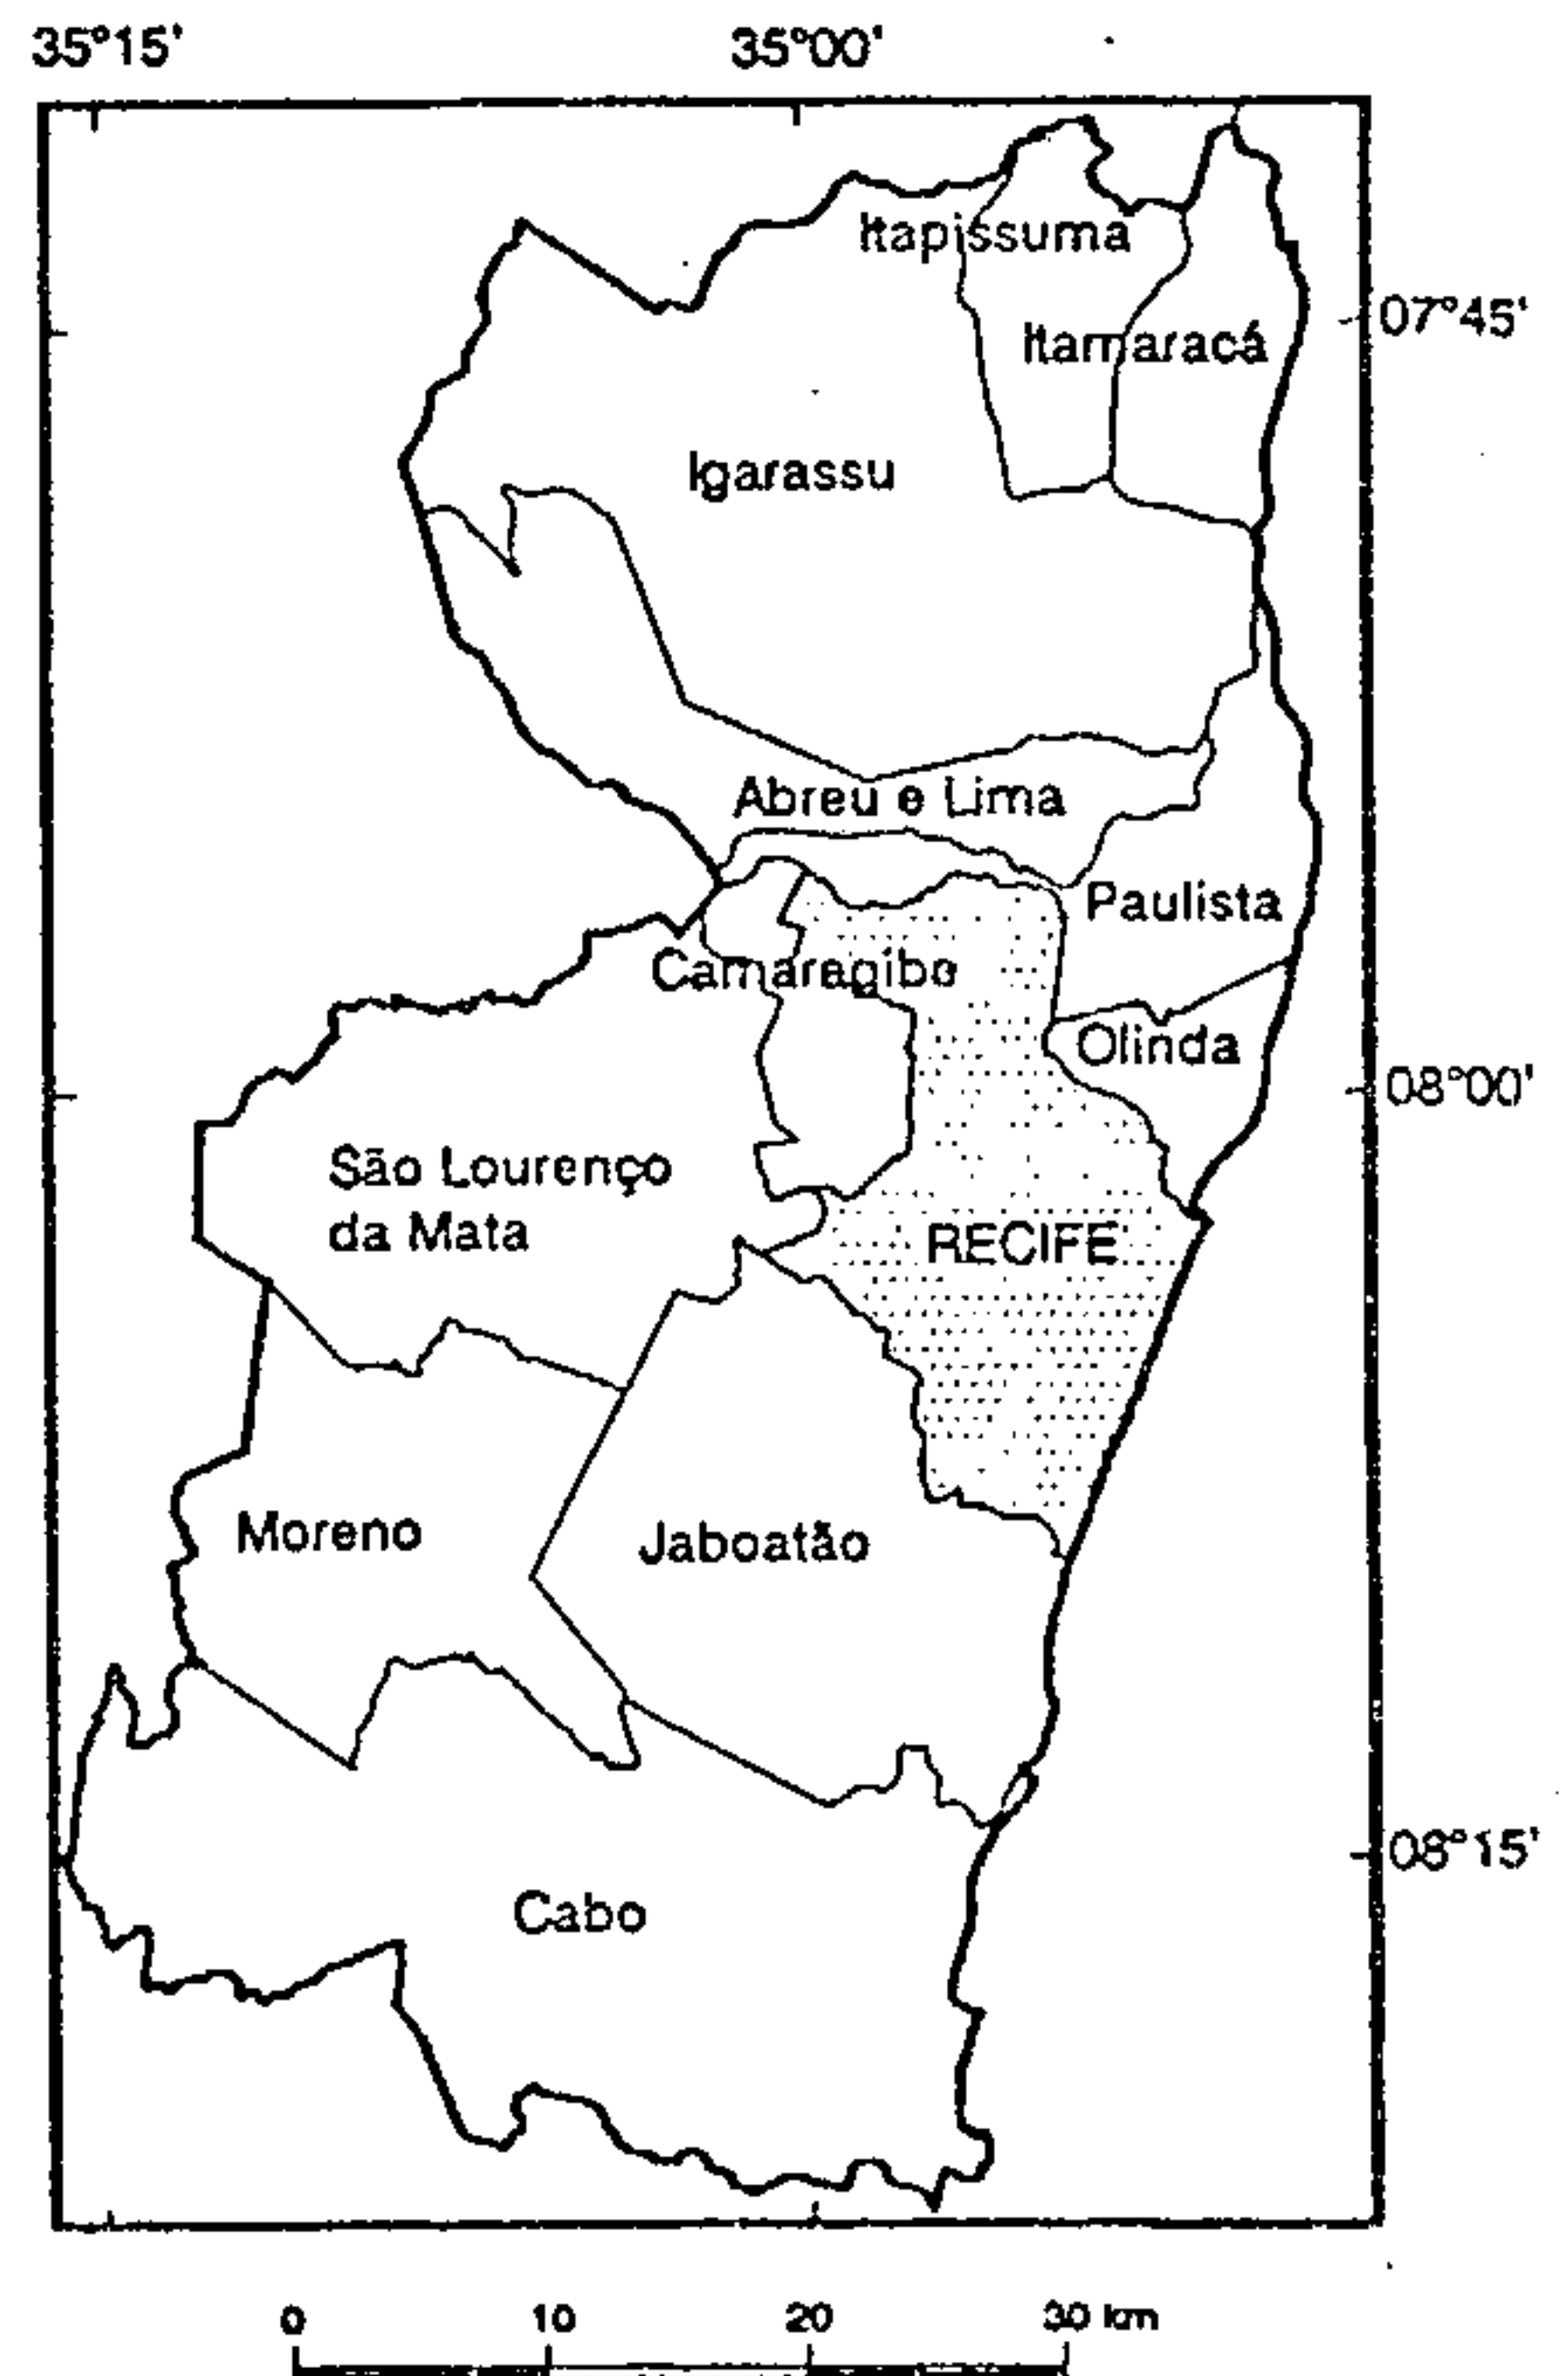 35°15' 35°00'
Itapissuma
07°45'
Itamaracá
Igarassu
Abreu e Lima
Paulista
Camaragibe
Olinda
08°00'
São Lourenço
da Mata
RECIFE
Moreno
Jaboatão
08°15'
Cabo
0 10 20 30 km